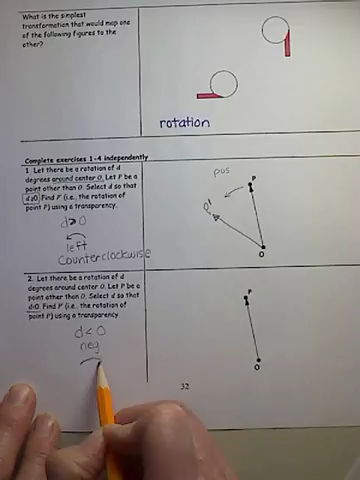 What is the simplest
transformation that would map one
of the following figures to the
other?
rotation
Complete exercises 1-4 independently
1. Let there be a rotation of d
degrees around center O. Let P be a
point other than O. Select d so that
d≥0. Find P' (i.e., the rotation of
point P) using a transparency.
d>0
left
Counterclockwise
pos
P
P'
O
2. Let there be a rotation of d
degrees around center O. Let P be a
point other than O. Select d so that
d<0. Find P' (i.e., the rotation of
point P) using a transparency.
d<0
neg
P
O
32